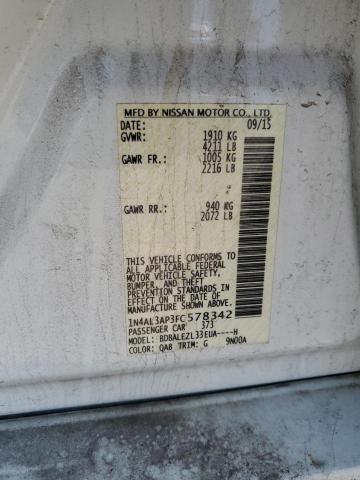 MFD BY NISSAN MOTOR CO., LTD.
DATE: 09/15
GVWR: 1910 KG
4211 LB
GAWR FR.: 1005 KG
2216 LB
GAWR RR.: 940 KG
2072 LB
THIS VEHICLE CONFORMS TO
ALL APPLICABLE FEDERAL
MOTOR VEHICLE SAFETY,
BUMPER, AND THEFT
PREVENTION STANDARDS
IN EFFECT ON THE DATE OF
MANUFACTURE SHOWN ABOVE.
1N4AL3AP3FC578342
PASSENGER CAR 373
MODEL: BDBALEZL33EUA----H
COLOR: QAB TRIM: G 9N00A